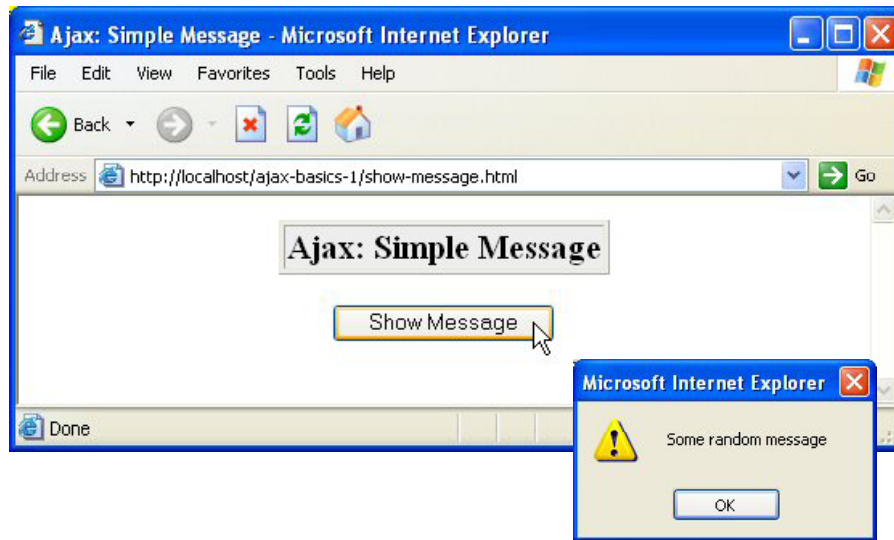 Ajax: Simple Message - Microsoft Internet Explorer
File Edit View Favorites Tools Help
Back
Address http://localhost/ajax-basics-1/show-message.html Go
Ajax: Simple Message
Show Message
Microsoft Internet Explorer
Done
Some random message
OK